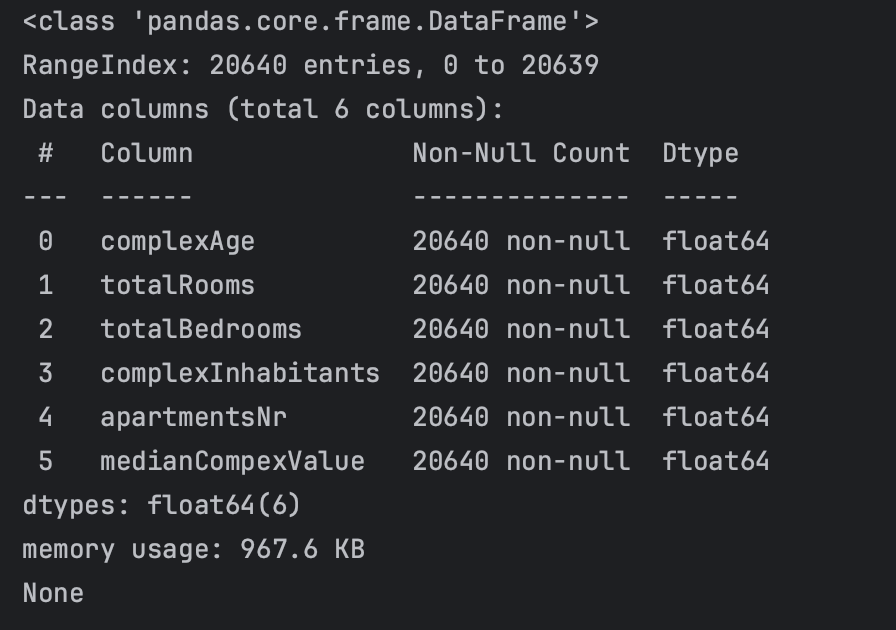 <class 'pandas.core.frame.DataFrame'>
RangeIndex: 20640 entries, 0 to 20639
Data columns (total 6 columns):
 #   Column              Non-Null Count  Dtype
---  ------              --------------  -----
 0   complexAge          20640 non-null  float64
 1   totalRooms          20640 non-null  float64
 2   totalBedrooms       20640 non-null  float64
 3   complexInhabitants  20640 non-null  float64
 4   apartmentsNr        20640 non-null  float64
 5   medianCompexValue   20640 non-null  float64
dtypes: float64(6)
memory usage: 967.6 KB
None